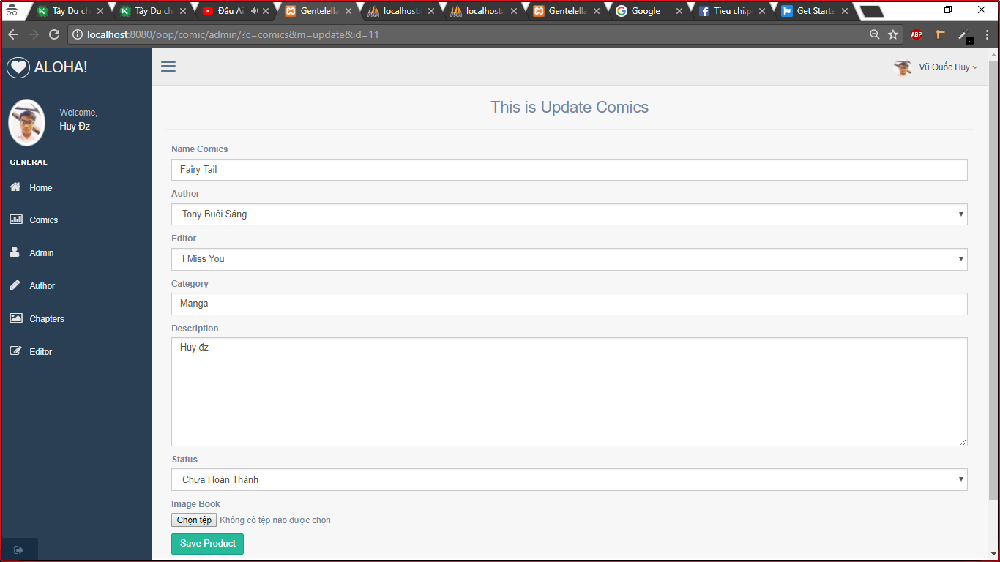 Tây Du ch
Tây Du ch
Đâu Ai
Gentelella
localhost
localhost
Gentelella
Google
Tieu chi.p
Get Starte
localhost:8080/oop/comic/admin/?c=comics&m=update&id=11
ABP
ALOHA!
Vũ Quốc Huy
Welcome,
Huy Đz
GENERAL
Home
Comics
Admin
Author
Chapters
Editor
This is Update Comics
Name Comics
Fairy Tail
Author
Tony Buôi Sáng
Editor
I Miss You
Category
Manga
Description
Huy đz
Status
Chưa Hoàn Thành
Image Book
Chọn tệp Không có tệp nào được chọn
Save Product